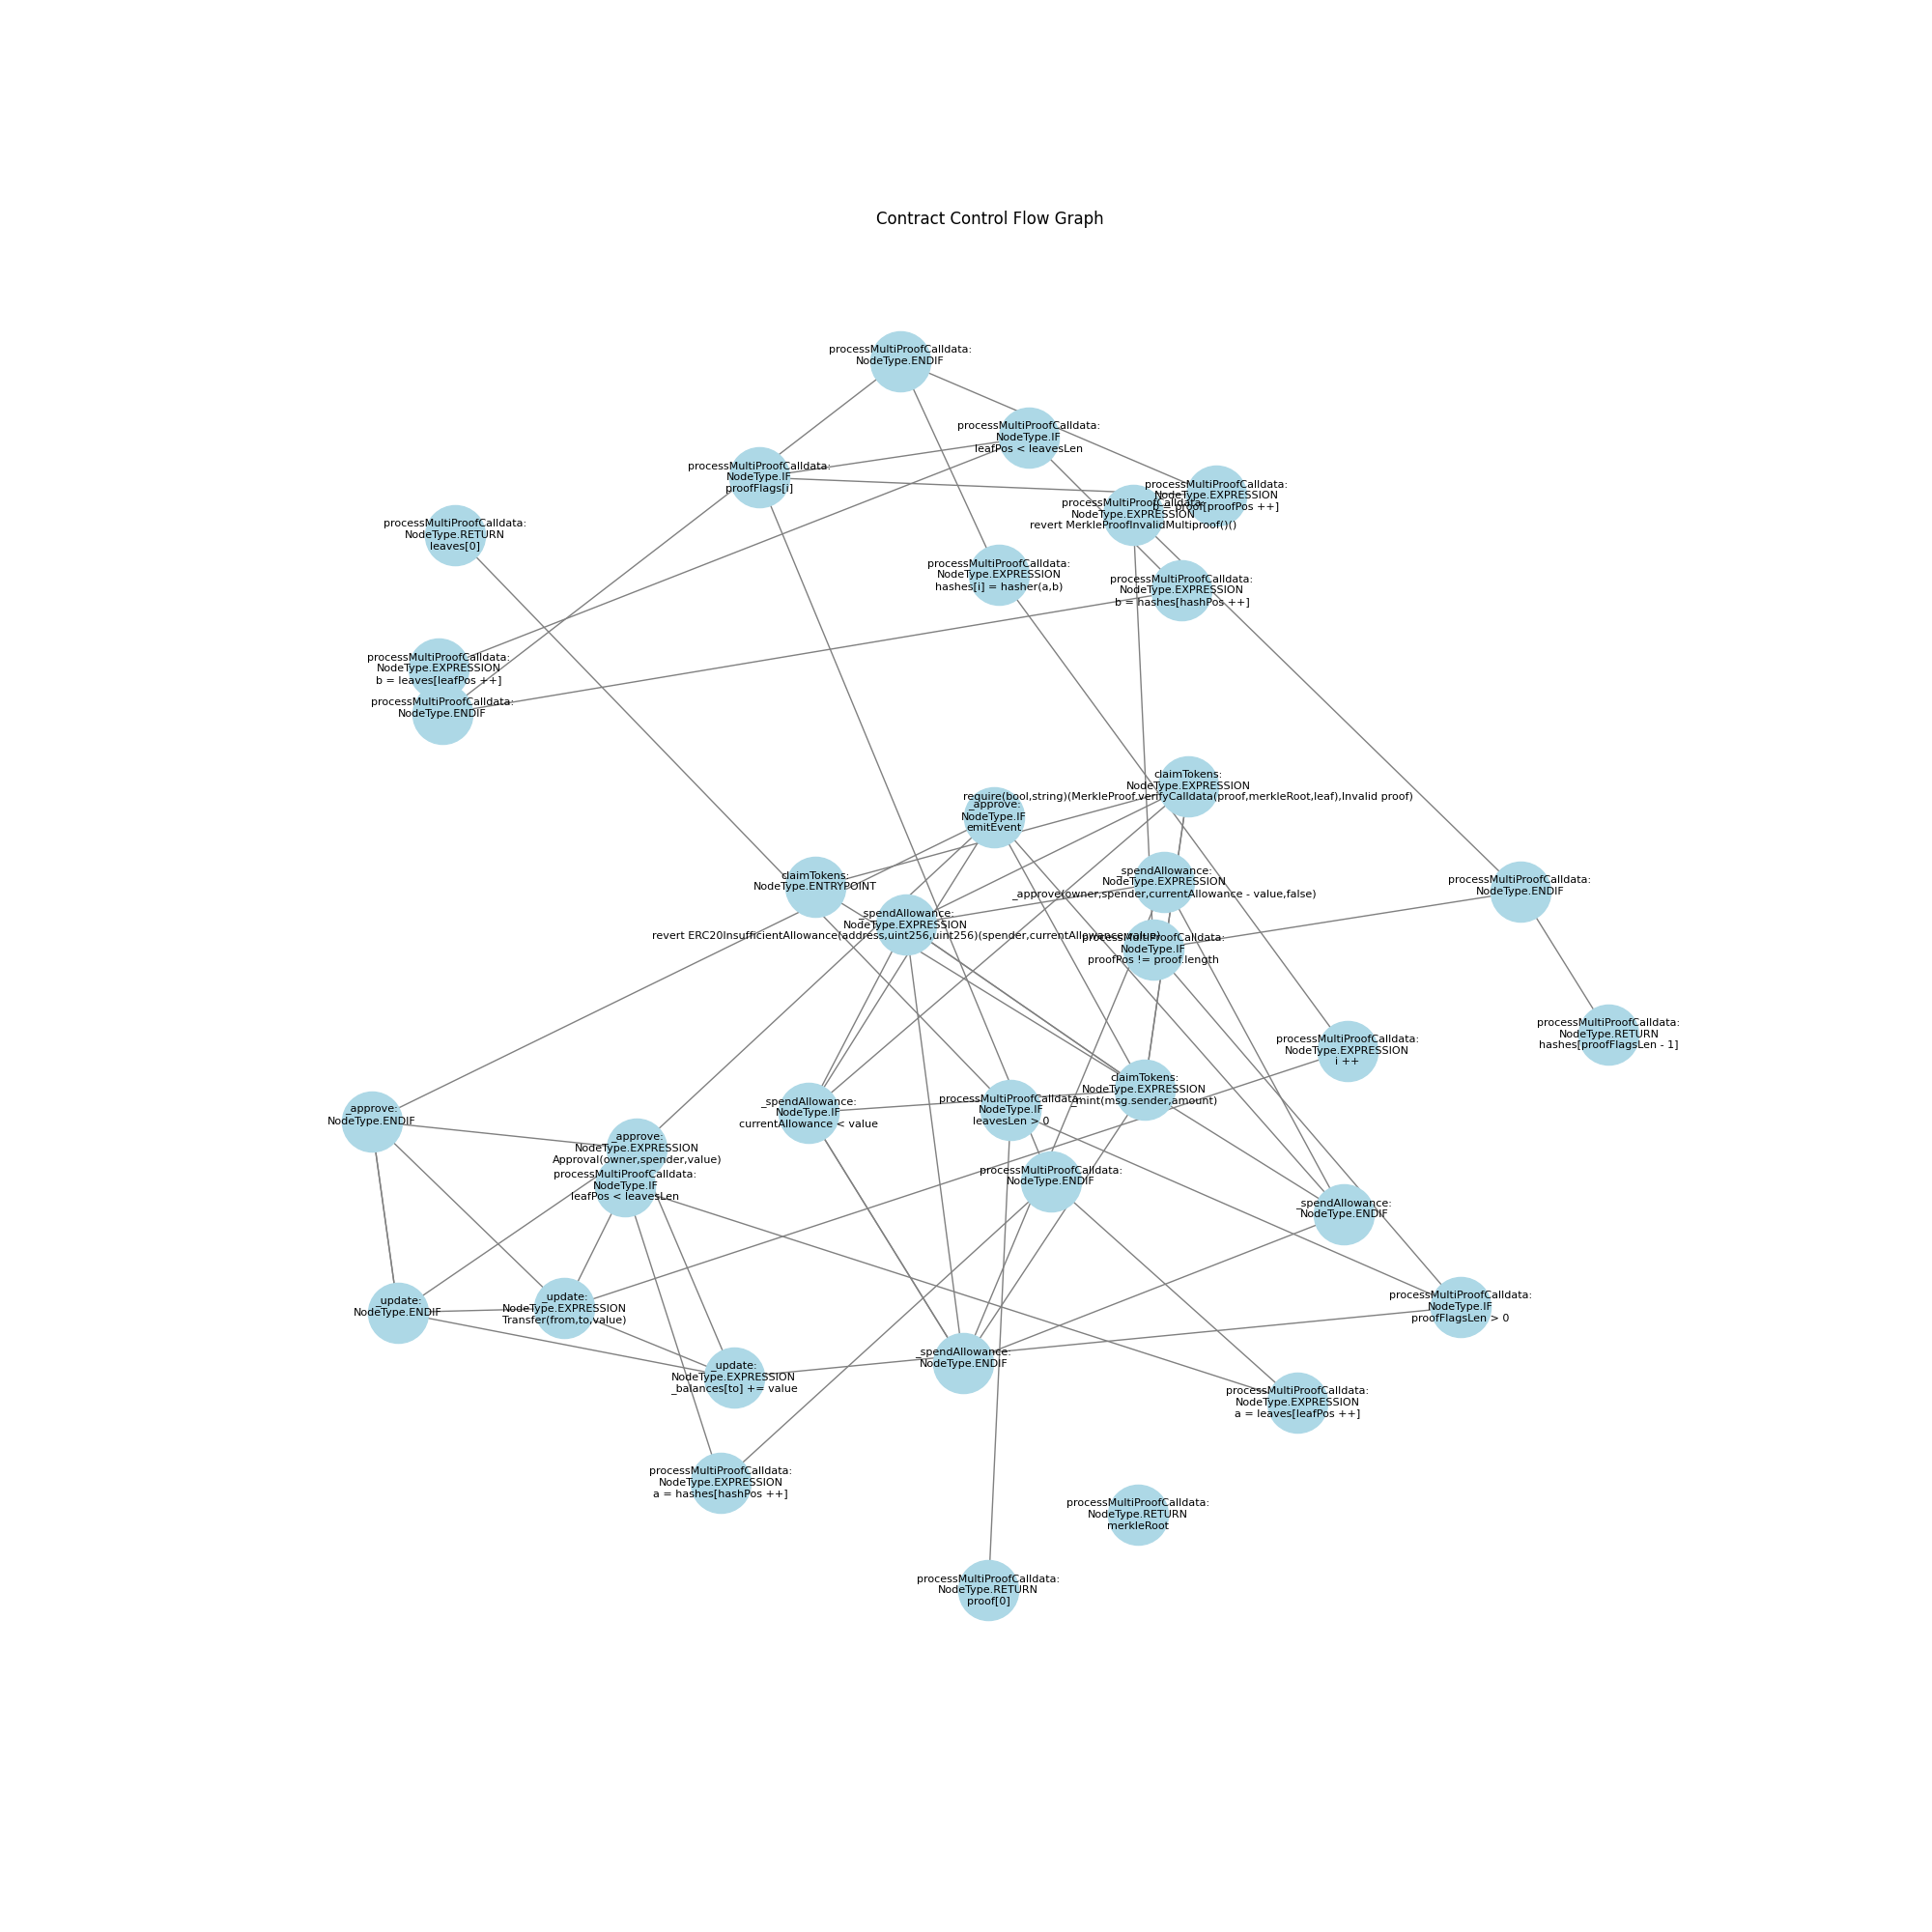 Contract Control Flow Graph
processMultiProofCalldata:
NodeType.ENDIF
processMultiProofCalldata:
NodeType.IF
leafPos < leavesLen
processMultiProofCalldata:
NodeType.IF
proofFlags[i]
processMultiProofCalldata:
NodeType.EXPRESSION
b = proof[proofPos ++]
processMultiProofCalldata:
NodeType.EXPRESSION
revert MerkleProofInvalidMultiproof()()
processMultiProofCalldata:
NodeType.RETURN
leaves[0]
processMultiProofCalldata:
NodeType.EXPRESSION
hashes[i] = hasher(a,b)
processMultiProofCalldata:
NodeType.EXPRESSION
b = hashes[hashPos ++]
processMultiProofCalldata:
NodeType.EXPRESSION
b = leaves[leafPos ++]
processMultiProofCalldata:
NodeType.ENDIF
claimTokens:
NodeType.EXPRESSION
require(bool,string)(MerkleProof.verifyCalldata(proof,merkleRoot,leaf),Invalid proof)
_approve:
NodeType.IF
emitEvent
claimTokens:
NodeType.ENTRYPOINT
_spendAllowance:
NodeType.EXPRESSION
_approve(owner,spender,currentAllowance - value,false)
processMultiProofCalldata:
NodeType.ENDIF
_spendAllowance:
NodeType.EXPRESSION
revert ERC20InsufficientAllowance(address,uint256,uint256)(spender,currentAllowance,value)
processMultiProofCalldata:
NodeType.IF
proofPos != proof.length
processMultiProofCalldata:
NodeType.RETURN
hashes[proofFlagsLen - 1]
processMultiProofCalldata:
NodeType.EXPRESSION
i ++
claimTokens:
NodeType.EXPRESSION
_mint(msg.sender,amount)
processMultiProofCalldata:
NodeType.IF
leavesLen > 0
_spendAllowance:
NodeType.IF
currentAllowance < value
_approve:
NodeType.ENDIF
_approve:
NodeType.EXPRESSION
Approval(owner,spender,value)
processMultiProofCalldata:
NodeType.IF
leafPos < leavesLen
processMultiProofCalldata:
NodeType.ENDIF
_spendAllowance:
NodeType.ENDIF
_update:
NodeType.ENDIF
_update:
NodeType.EXPRESSION
Transfer(from,to,value)
processMultiProofCalldata:
NodeType.IF
proofFlagsLen > 0
_spendAllowance:
NodeType.ENDIF
_update:
NodeType.EXPRESSION
_balances[to] += value
processMultiProofCalldata:
NodeType.EXPRESSION
a = leaves[leafPos ++]
processMultiProofCalldata:
NodeType.EXPRESSION
a = hashes[hashPos ++]
processMultiProofCalldata:
NodeType.RETURN
merkleRoot
processMultiProofCalldata:
NodeType.RETURN
proof[0]